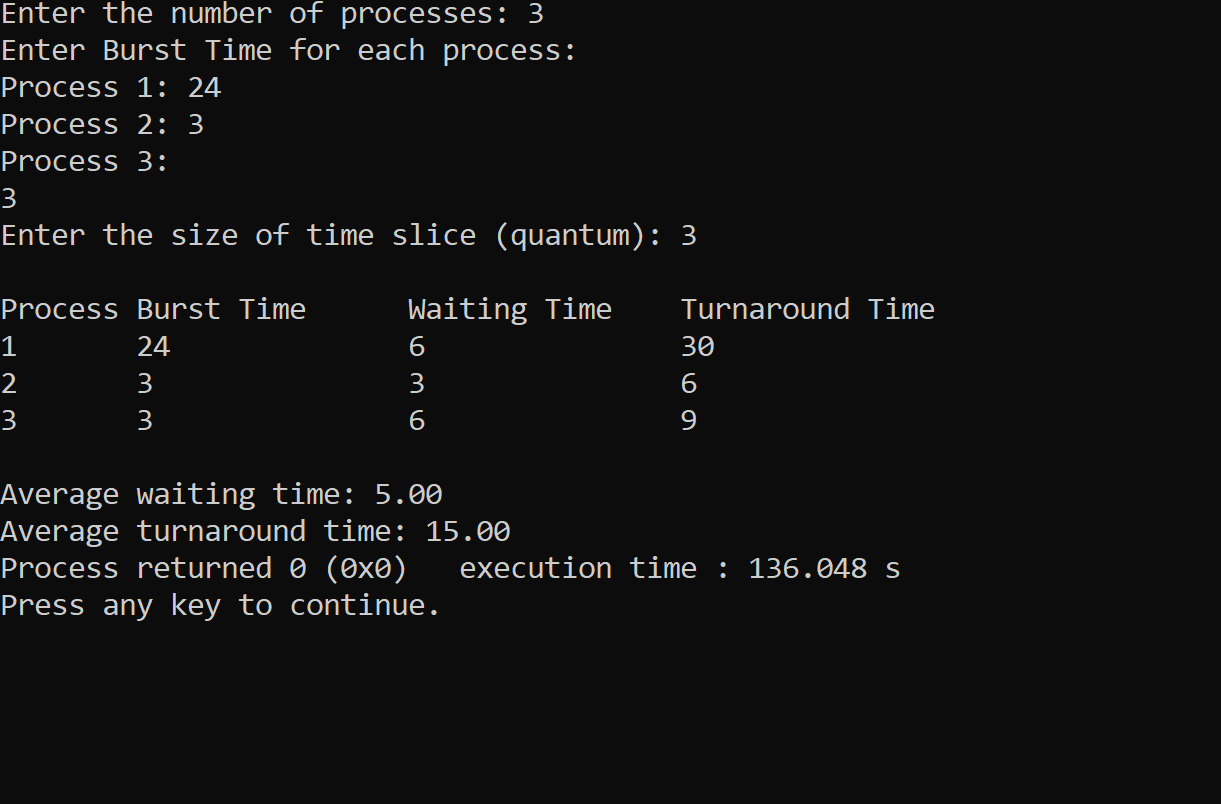 Enter the number of processes: 3
Enter Burst Time for each process:
Process 1: 24
Process 2: 3
Process 3:
3
Enter the size of time slice (quantum): 3

Process Burst Time      Waiting Time    Turnaround Time
1       24              6               30
2       3               3               6
3       3               6               9

Average waiting time: 5.00
Average turnaround time: 15.00
Process returned 0 (0x0)   execution time : 136.048 s
Press any key to continue.